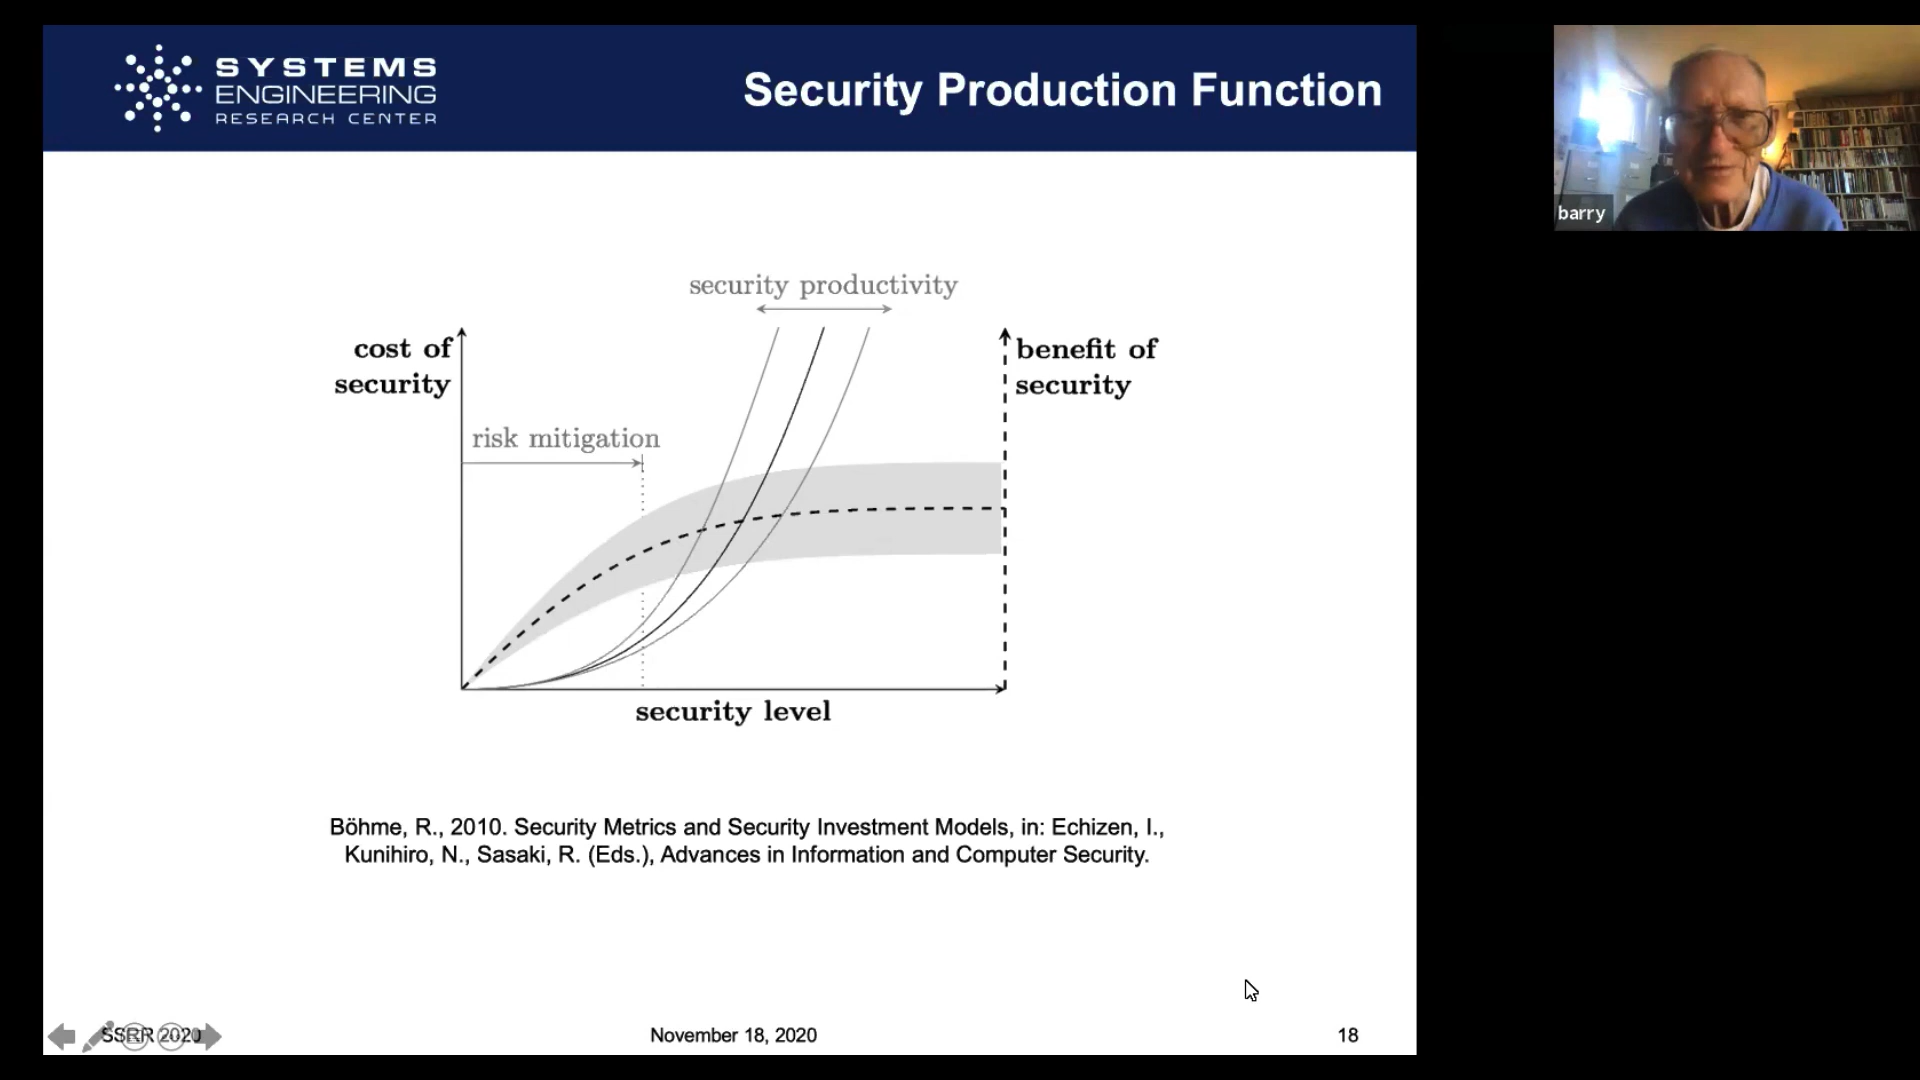 SYSTEMS
ENGINEERING
RESEARCH CENTER
Security Production Function
barry
security productivity
cost of
security
benefit of
security
risk mitigation
security level
Böhme, R., 2010. Security Metrics and Security Investment Models, in: Echizen, I.,
Kunihiro, N., Sasaki, R. (Eds.), Advances in Information and Computer Security.
SSRR 2020
November 18, 2020
18